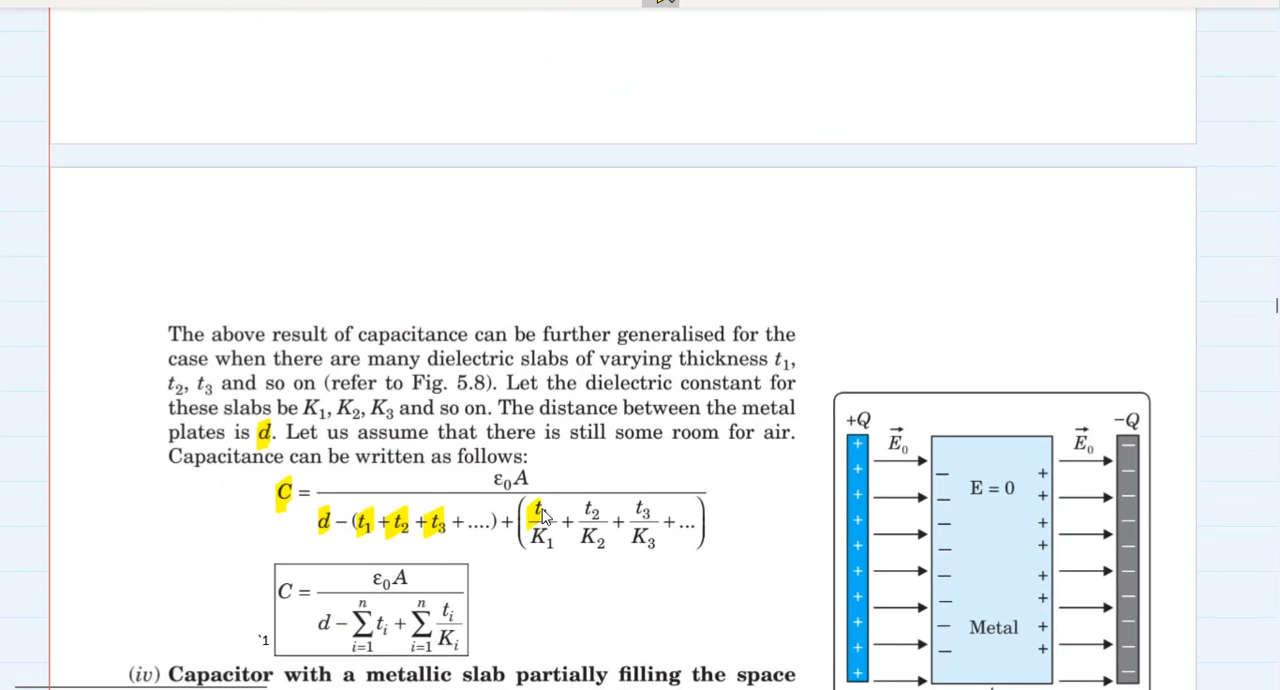 The above result of capacitance can be further generalised for the
case when there are many dielectric slabs of varying thickness t₁,
t₂, t₃ and so on (refer to Fig. 5.8). Let the dielectric constant for
these slabs be K₁, K₂, K₃ and so on. The distance between the metal
plates is d. Let us assume that there is still some room for air.
Capacitance can be written as follows:
C = ε₀A / (d − (t₁ + t₂ + t₃ + ....) + (t/K₁ + t₂/K₂ + t₃/K₃ + ...))
C = ε₀A / (d − ∑ⁿᵢ₌₁ tᵢ + ∑ⁿᵢ₌₁ tᵢ/Kᵢ)
`1
(iv) Capacitor with a metallic slab partially filling the space
+Q −Q
E⃗₀ E⃗₀
E = 0
Metal